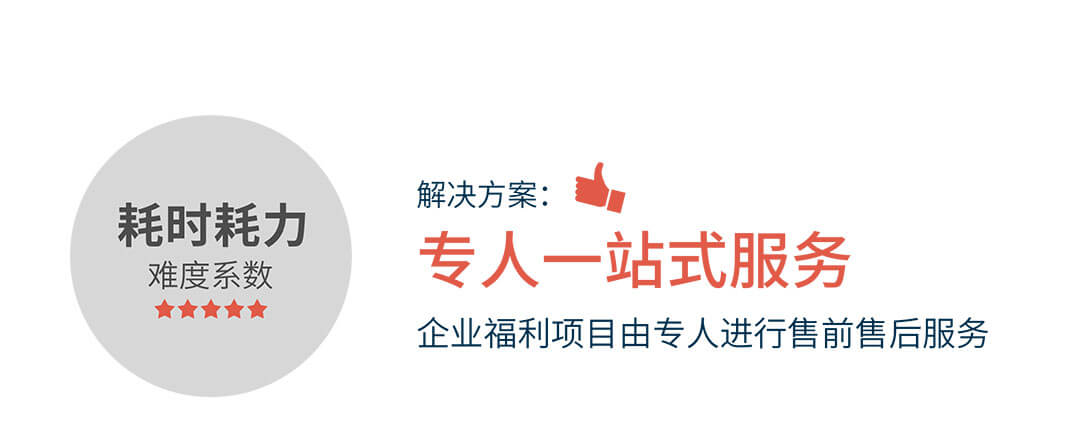 耗时耗力
难度系数
解决方案：
专人一站式服务
企业福利项目由专人进行售前售后服务